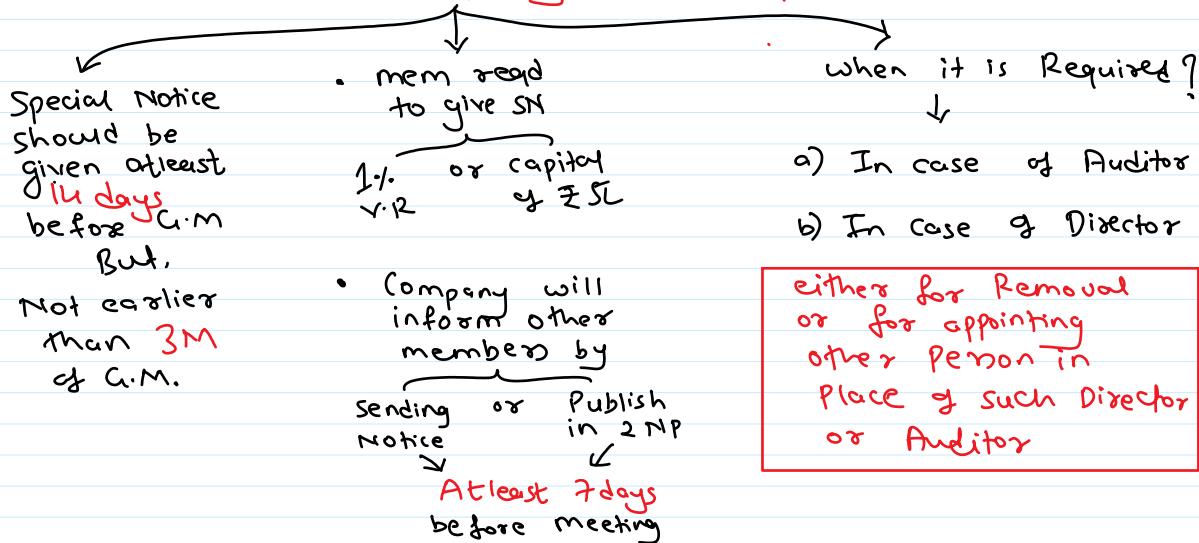 Special Notice
should be
given atleast
14 days
before G.M
But,
Not earlier
than 3M
of G.M.
• mem reqd
to give SN
1% or capital
V.R of ₹ 5L
• Company will
inform other
members by
Sending or Publish
Notice in 2 NP
Atleast 7days
before meeting
when it is Required?
a) In case of Auditor
b) In case of Director
either for Removal
or for appointing
other Person in
Place of such Director
or Auditor